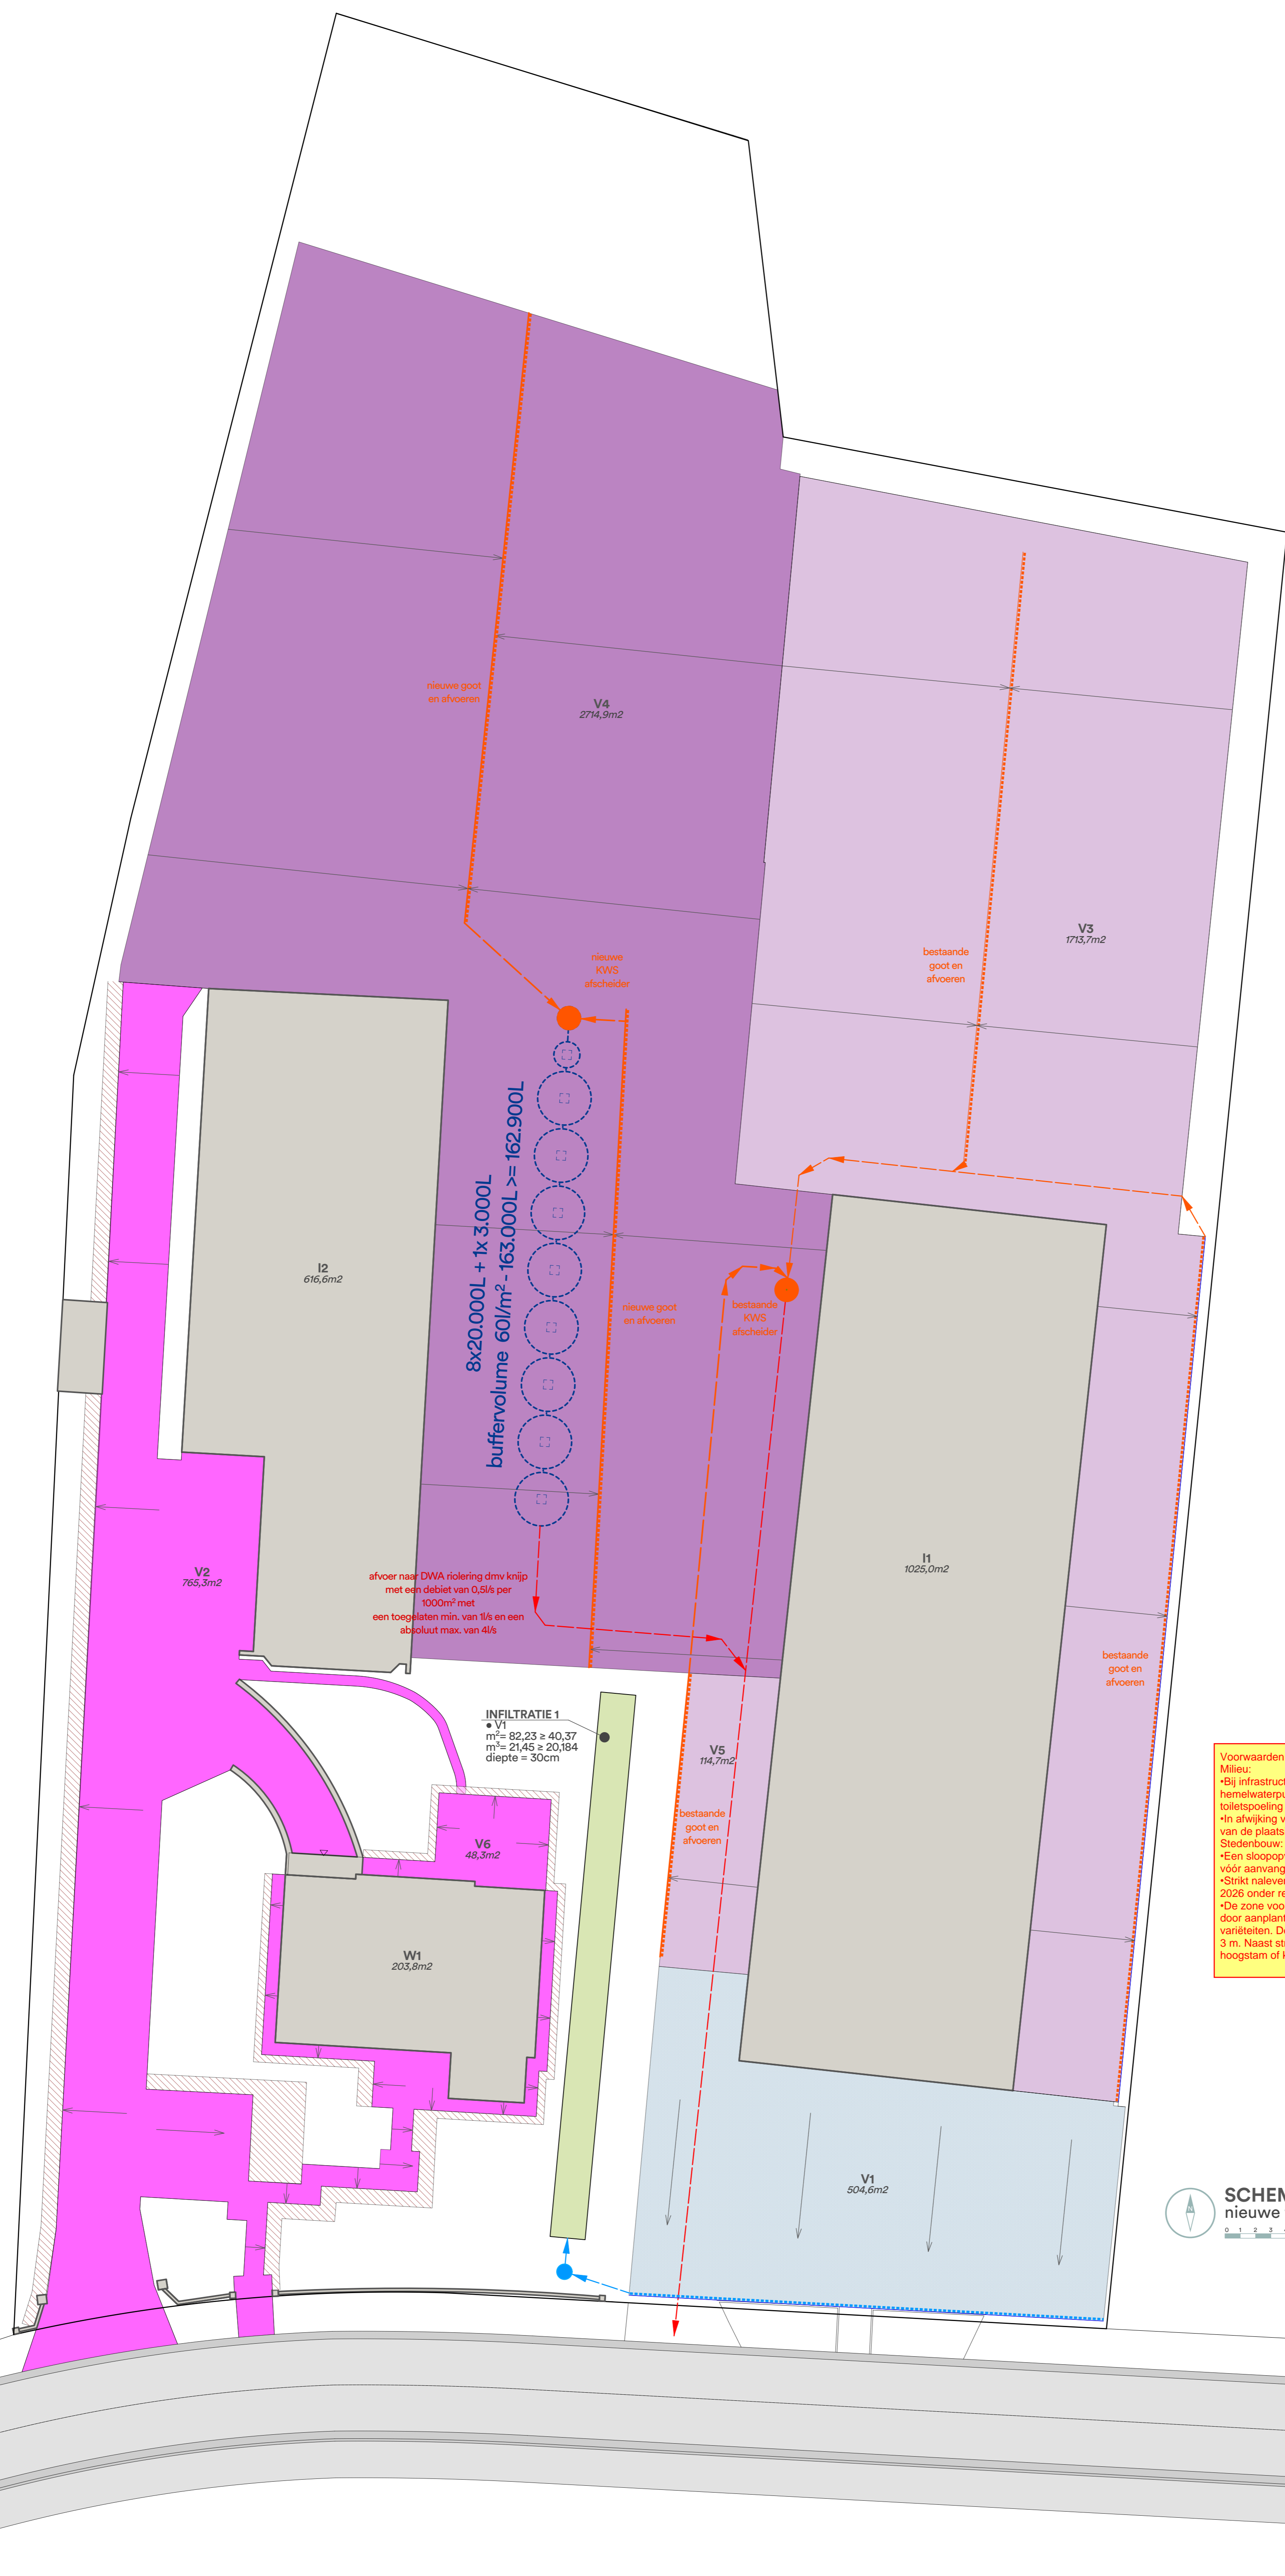 nieuwe goot
en afvoeren
V4
2714,9m2
V3
1713,7m2
bestaande
goot en
afvoeren
nieuwe
KWS
afscheider
8x20.000L + 1x 3.000L
buffervolume 60l/m² - 163.000L >= 162.900L
I2
616,6m2
nieuwe goot
en afvoeren
bestaande
KWS
afscheider
I1
1025,0m2
V2
765,3m2
afvoer naar DWA riolering dmv knijp
met een debiet van 0,5l/s per
1000m² met
een toegelaten min. van 1l/s en een
absoluut max. van 4l/s
bestaande
goot en
afvoeren
INFILTRATIE 1
• V1
m²= 82,23 ≥ 40,37
m³= 21,45 ≥ 20,184
diepte = 30cm
V5
114,7m2
bestaande
goot en
afvoeren
V6
48,3m2
W1
203,8m2
Voorwaarden
Milieu:
•Bij infrastruct
hemelwaterpu
toiletspoeling
•In afwijking v
van de plaats
Stedenbouw:
•Een sloopop
vóór aanvang
•Strikt naleve
2026 onder re
•De zone voo
door aanplant
variëteiten. D
3 m. Naast st
hoogstam of
V1
504,6m2
SCHEM
nieuwe
0 1 2 3